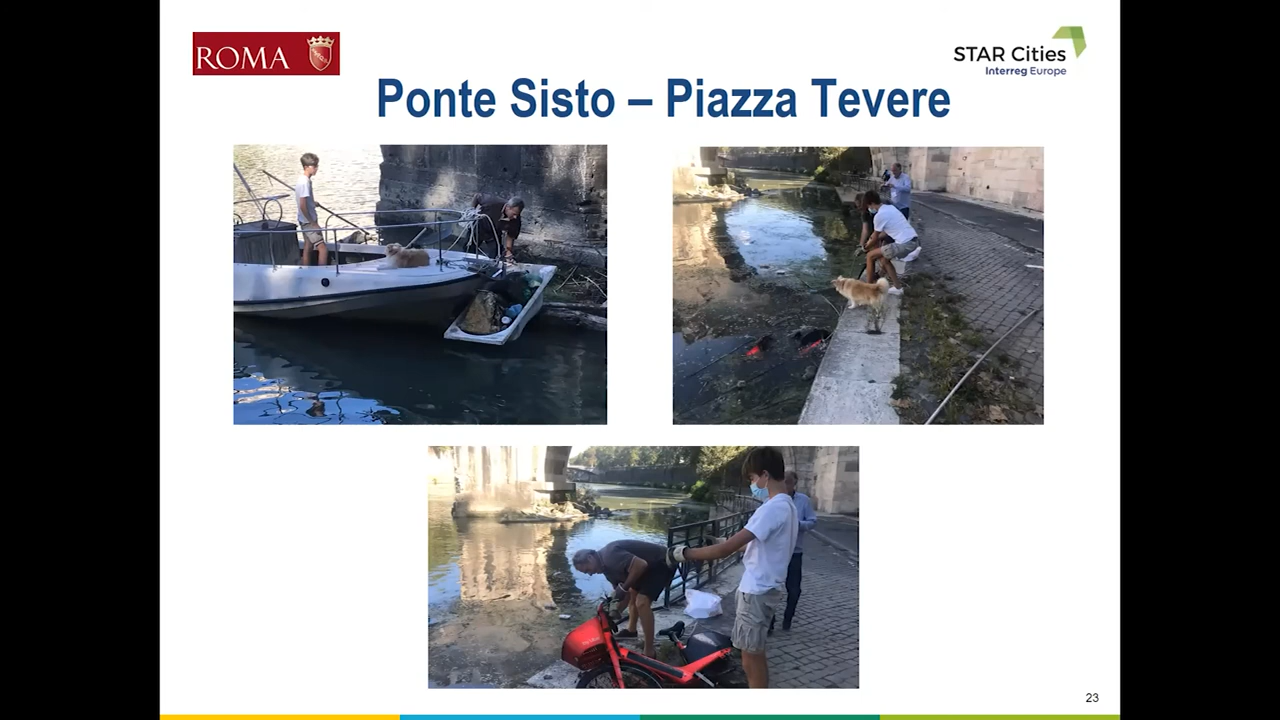 ROMA
STAR Cities
Interreg Europe
Ponte Sisto – Piazza Tevere
23